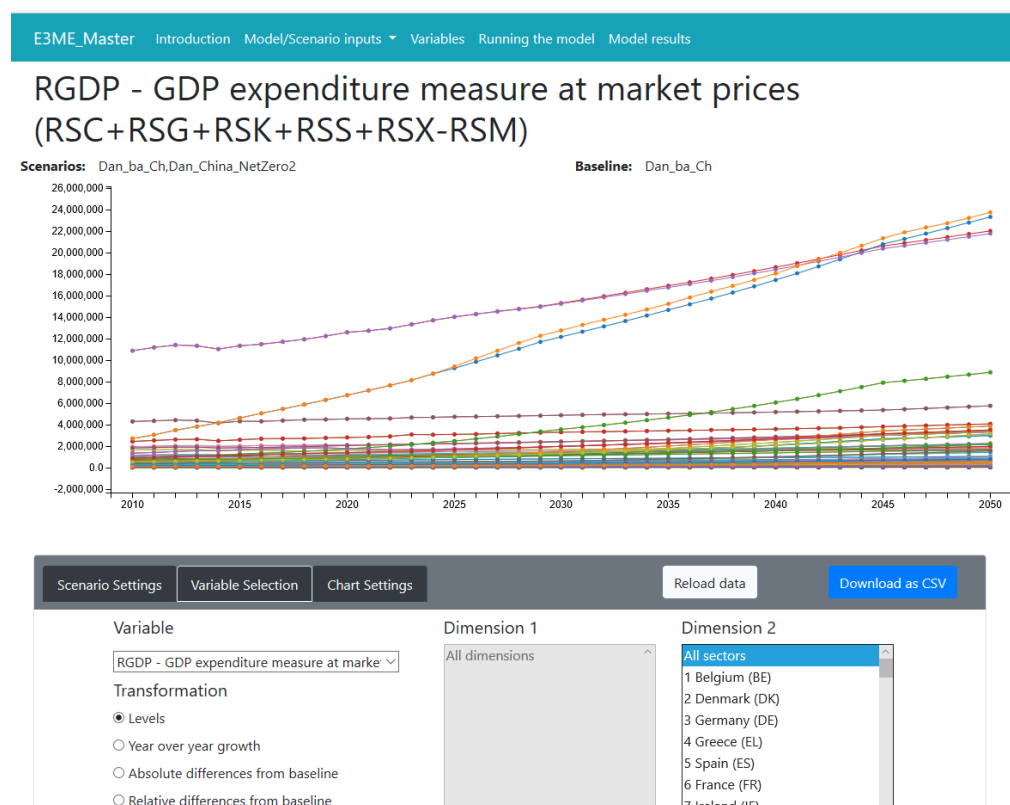 E3ME_Master Introduction Model/Scenario inputs Variables Running the model Model results
RGDP - GDP expenditure measure at market prices
(RSC+RSG+RSK+RSS+RSX-RSM)
Scenarios: Dan_ba_Ch,Dan_China_NetZero2 Baseline: Dan_ba_Ch
26,000,000
24,000,000
22,000,000
20,000,000
18,000,000
16,000,000
14,000,000
12,000,000
10,000,000
8,000,000
6,000,000
4,000,000
2,000,000
0.0
-2,000,000
2010 2015 2020 2025 2030 2035 2040 2045 2050
Scenario Settings Variable Selection Chart Settings Reload data Download as CSV
Variable Dimension 1 Dimension 2
RGDP - GDP expenditure measure at marke All dimensions All sectors
1 Belgium (BE)
Transformation 2 Denmark (DK)
Levels 3 Germany (DE)
4 Greece (EL)
Year over year growth 5 Spain (ES)
Absolute differences from baseline 6 France (FR)
Relative differences from baseline 7 Ireland (IE)